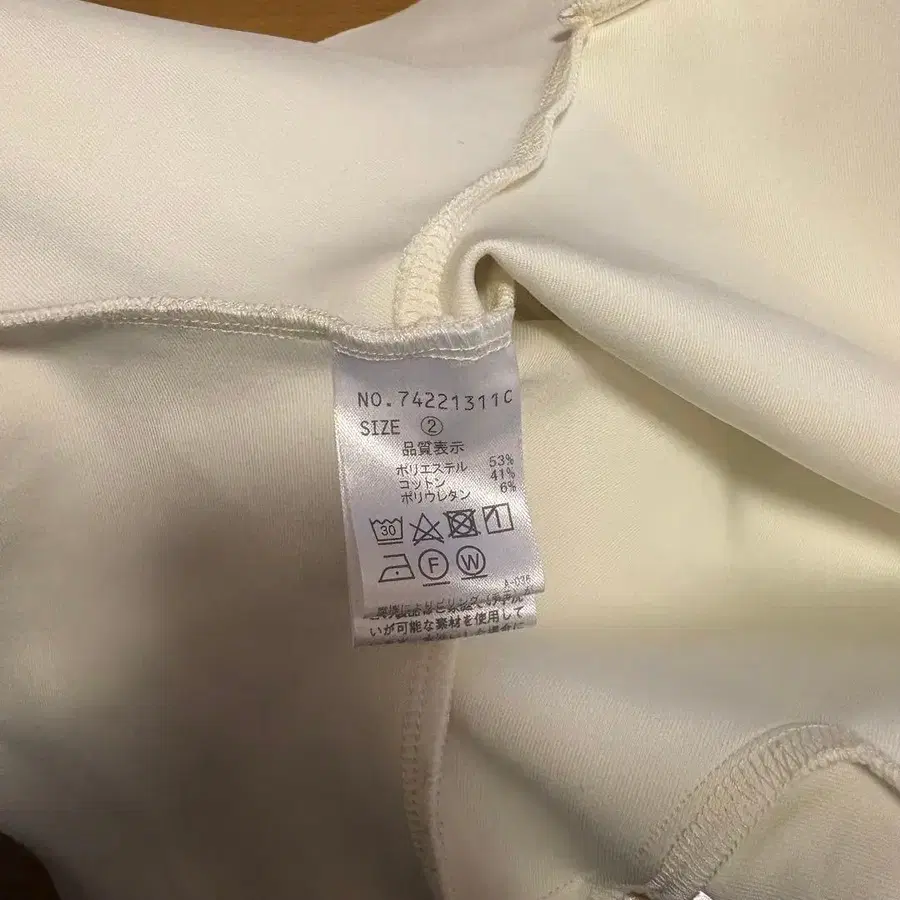 NO.74221311C
SIZE ②
品質表示
ポリエステル 53%
コットン 41%
ポリウレタン 6%
30
F W
A-036
いが可能な素材を使用して